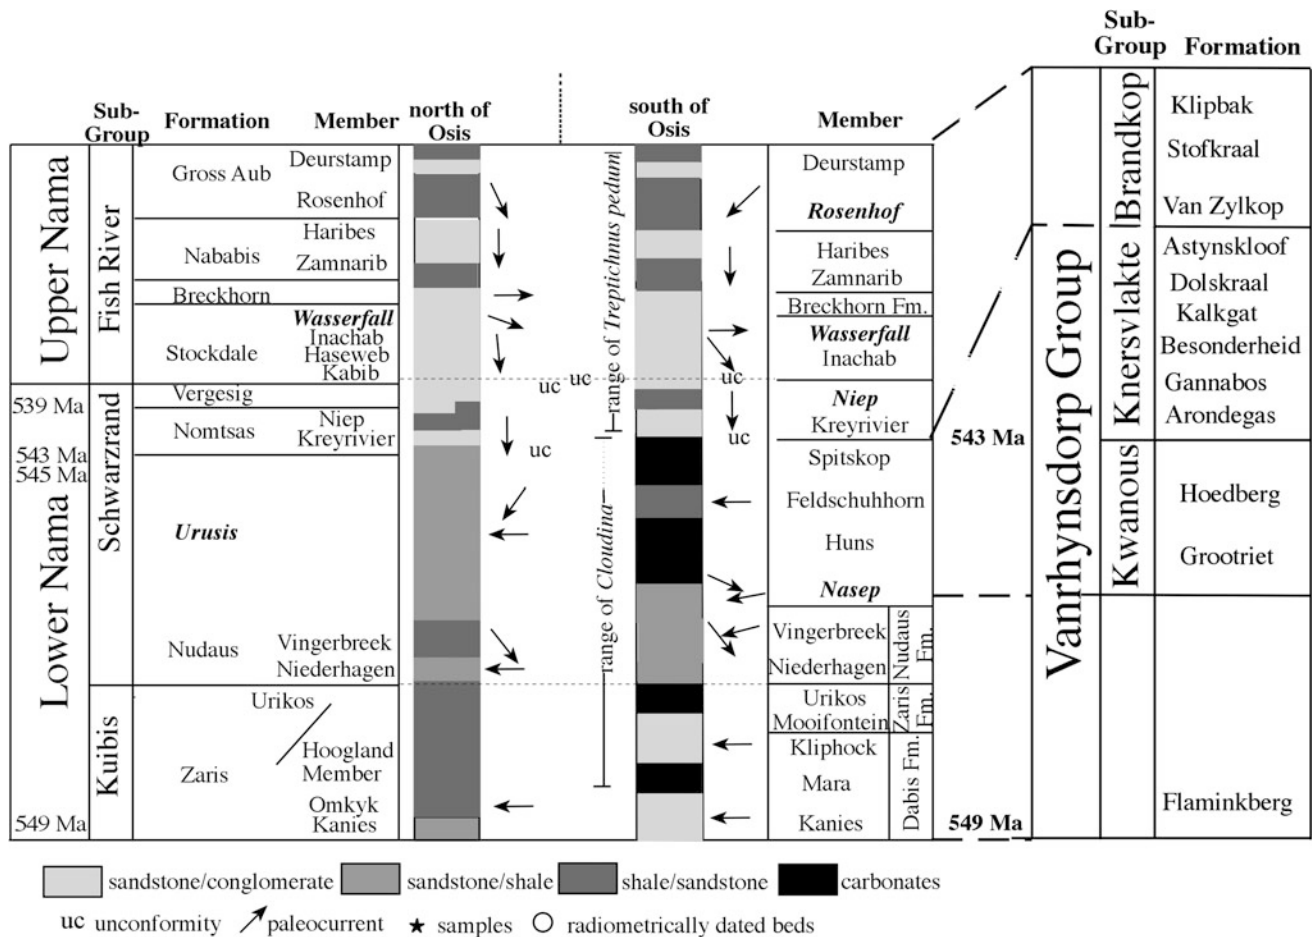 Sub-
Group
Formation
Member
north of
Osis
south of
Osis
Member
Sub-
Group
Formation
Upper Nama
Lower Nama
539 Ma
543 Ma
545 Ma
549 Ma
Fish River
Schwarzrand
Kuibis
Gross Aub
Nababis
Breckhorn
Stockdale
Vergesig
Nomtsas
Urusis
Nudaus
Zaris
Deurstamp
Rosenhof
Haribes
Zamnarib
Wasserfall
Inachab
Haseweb
Kabib
Niep
Kreyrivier
Vingerbreek
Niederhagen
Urikos
Hoogland
Member
Omkyk
Kanies
uc
uc
uc
uc
uc
range of Treptichnus pedum
range of Cloudina
Deurstamp
Rosenhof
Haribes
Zamnarib
Breckhorn Fm.
Wasserfall
Inachab
Niep
Kreyrivier
Spitskop
Feldschuhhorn
Huns
Nasep
Vingerbreek
Niederhagen
Nudaus
Fm.
Urikos
Mooifontein
Zaris
Fm.
Kliphock
Mara
Kanies
Dabis Fm.
543 Ma
549 Ma
Vanrhynsdorp Group
Brandkop
Knersvlakte
Kwanous
Klipbak
Stofkraal
Van Zylkop
Astynskloof
Dolskraal
Kalkgat
Besonderheid
Gannabos
Arondegas
Hoedberg
Grootriet
Flaminkberg
sandstone/conglomerate
sandstone/shale
shale/sandstone
carbonates
uc unconformity
paleocurrent
samples
radiometrically dated beds